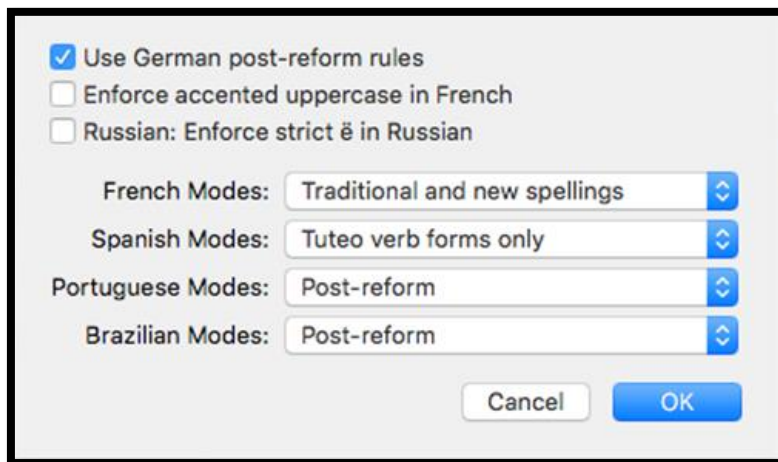 Use German post-reform rules
Enforce accented uppercase in French
Russian: Enforce strict ë in Russian
French Modes: Traditional and new spellings
Spanish Modes: Tuteo verb forms only
Portuguese Modes: Post-reform
Brazilian Modes: Post-reform
Cancel OK